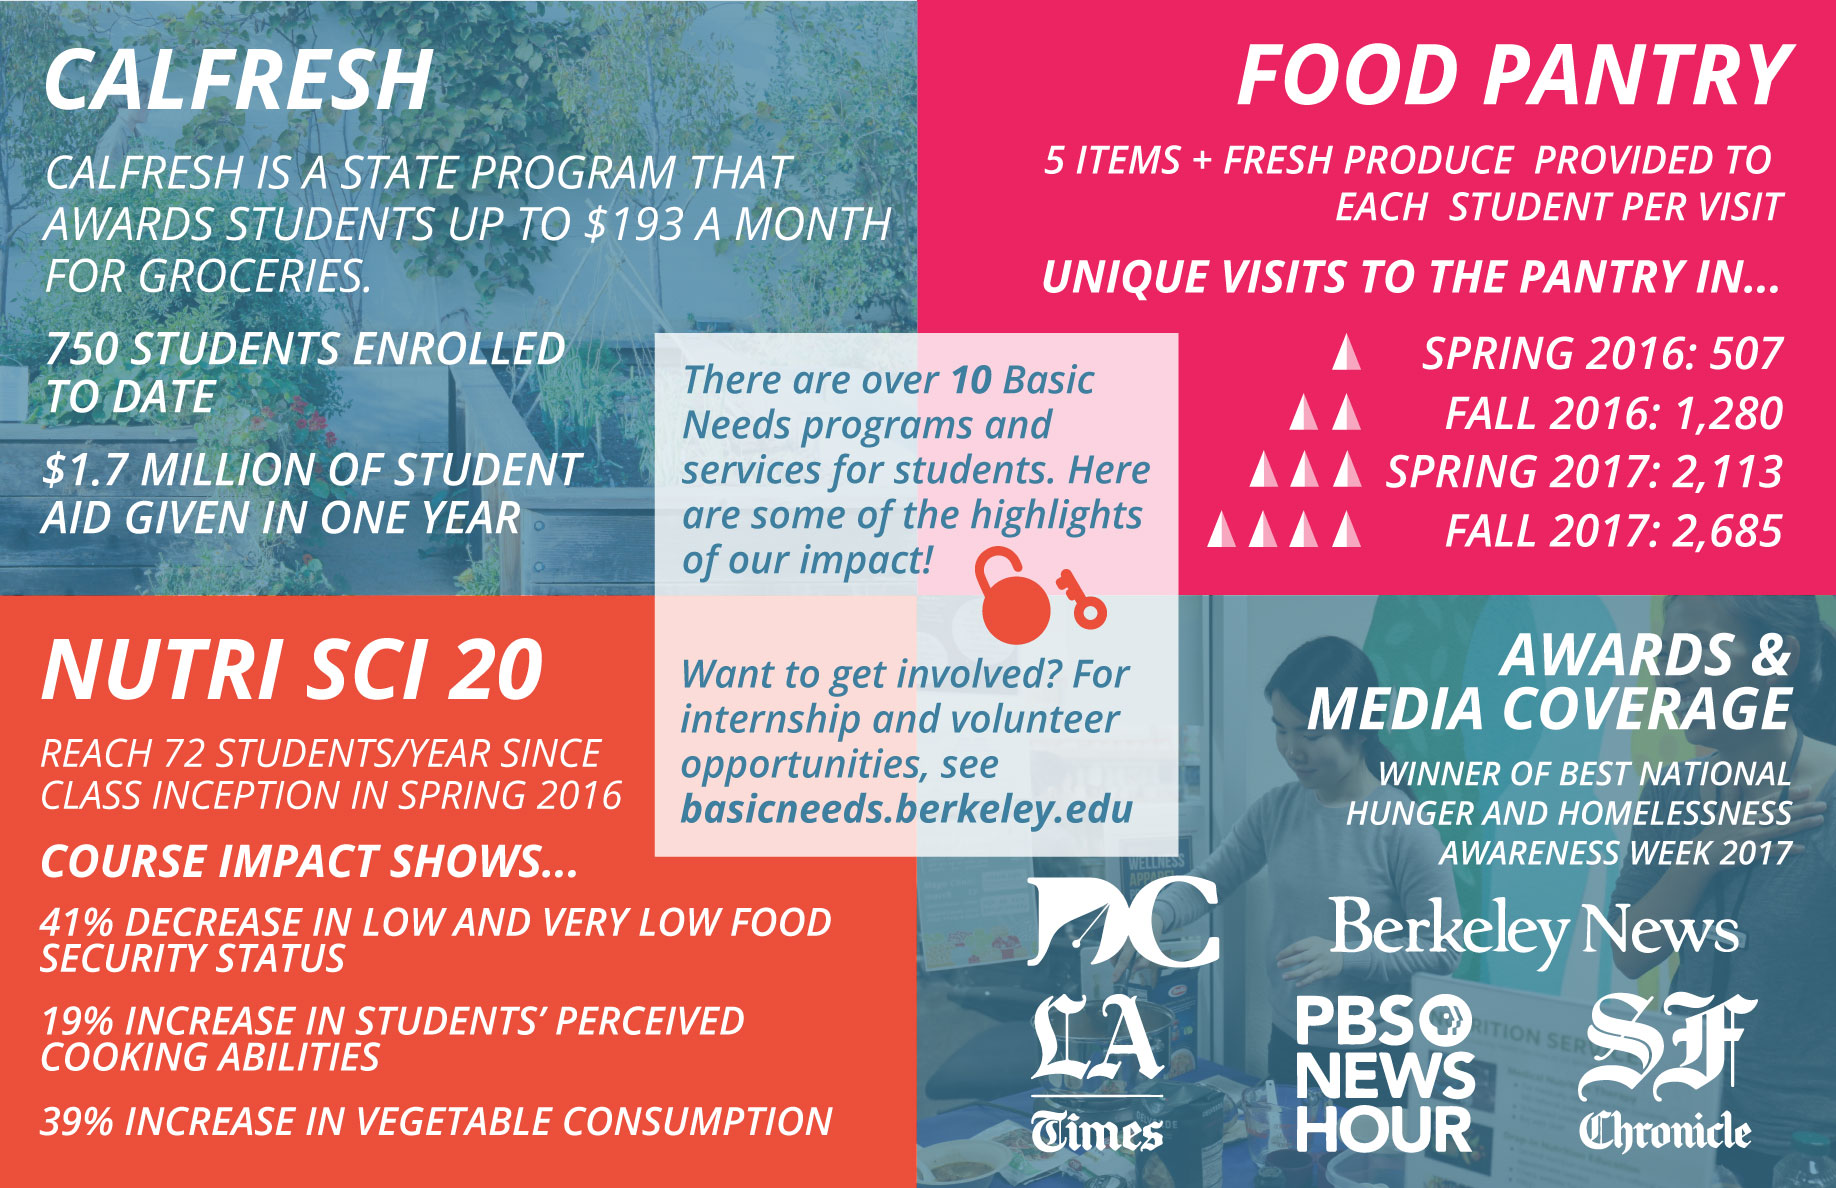 CALFRESH
CALFRESH IS A STATE PROGRAM THAT
AWARDS STUDENTS UP TO $193 A MONTH
FOR GROCERIES.
750 STUDENTS ENROLLED
TO DATE
$1.7 MILLION OF STUDENT
AID GIVEN IN ONE YEAR
FOOD PANTRY
5 ITEMS + FRESH PRODUCE PROVIDED TO
EACH STUDENT PER VISIT
UNIQUE VISITS TO THE PANTRY IN...
SPRING 2016: 507
FALL 2016: 1,280
SPRING 2017: 2,113
FALL 2017: 2,685
There are over 10 Basic
Needs programs and
services for students. Here
are some of the highlights
of our impact!
Want to get involved? For
internship and volunteer
opportunities, see
basicneeds.berkeley.edu
NUTRI SCI 20
REACH 72 STUDENTS/YEAR SINCE
CLASS INCEPTION IN SPRING 2016
COURSE IMPACT SHOWS...
41% DECREASE IN LOW AND VERY LOW FOOD
SECURITY STATUS
19% INCREASE IN STUDENTS' PERCEIVED
COOKING ABILITIES
39% INCREASE IN VEGETABLE CONSUMPTION
AWARDS &
MEDIA COVERAGE
WINNER OF BEST NATIONAL
HUNGER AND HOMELESSNESS
AWARENESS WEEK 2017
DC
Berkeley News
LA
Times
PBS
NEWS
HOUR
SF
Chronicle
WELLNESS